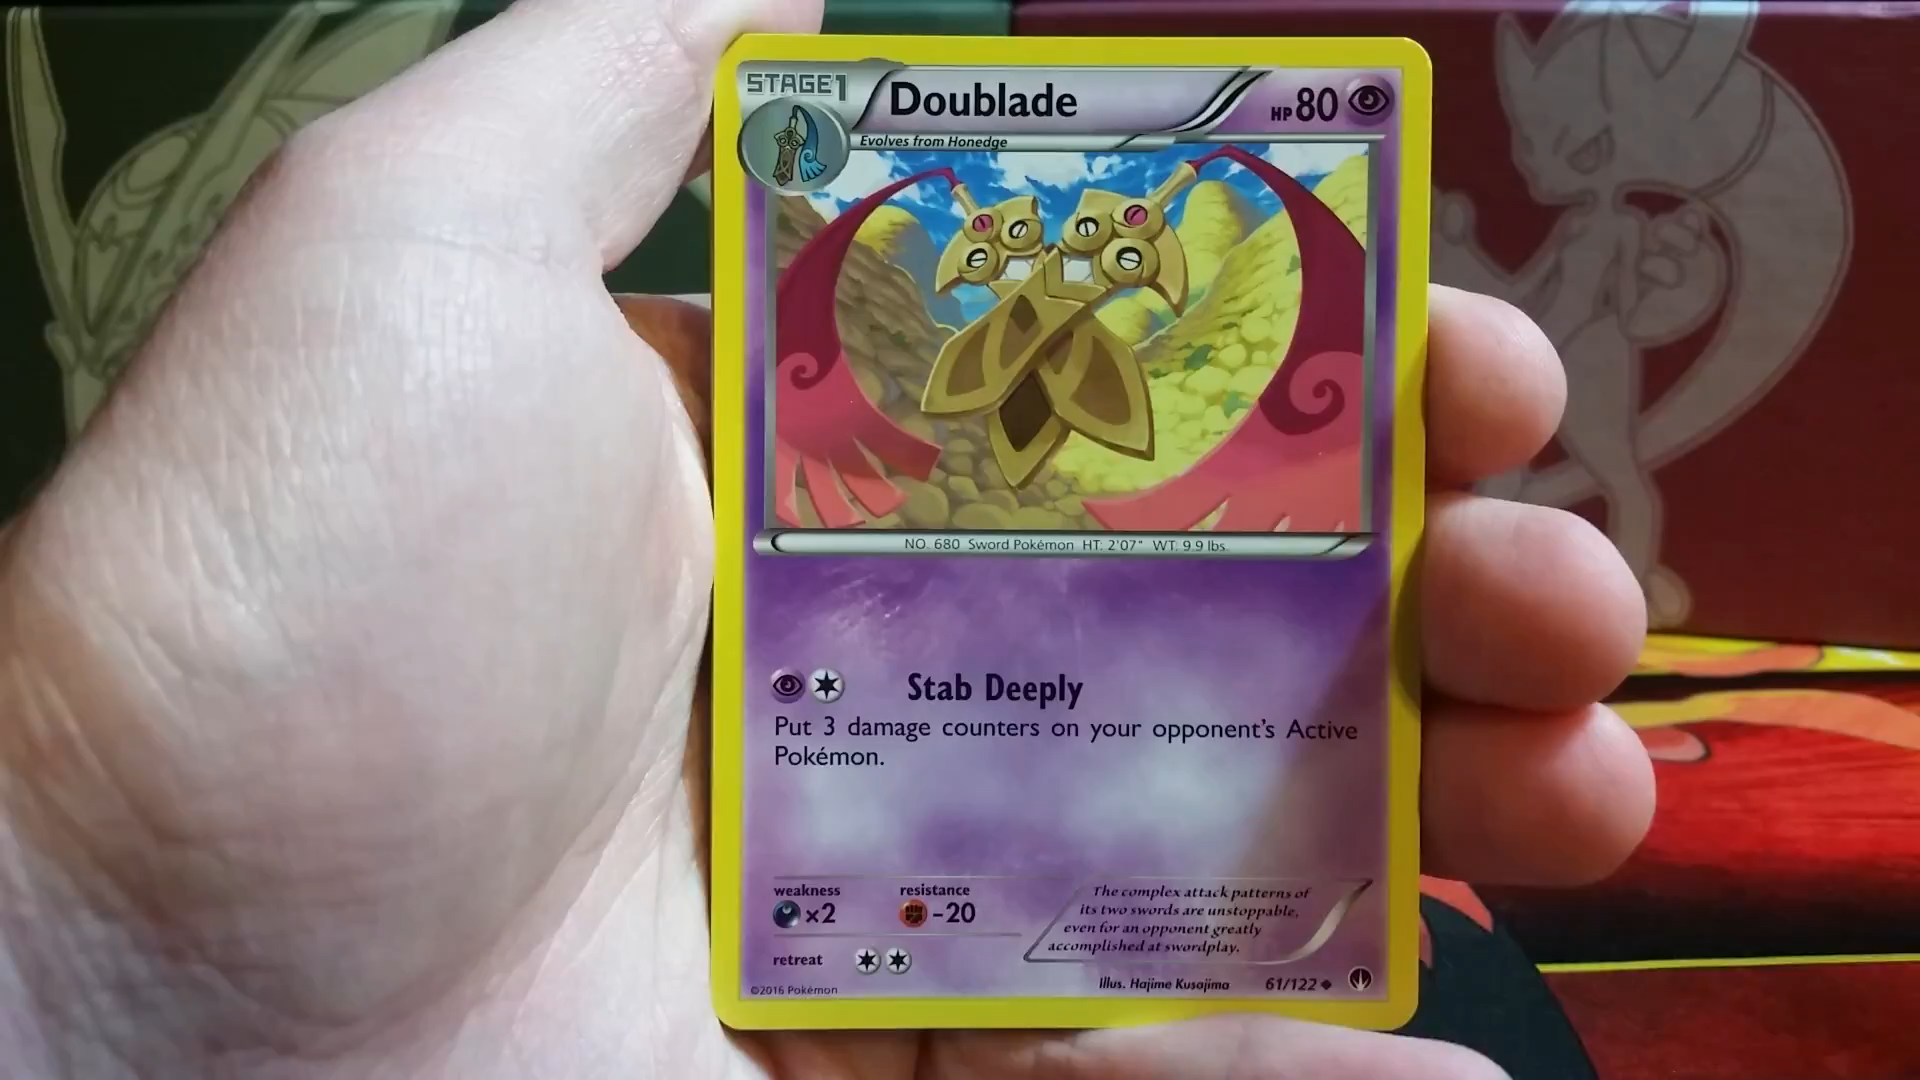 STAGE1
Doublade
HP80
Evolves from Honedge
NO. 680 Sword Pokémon HT: 2'07" WT: 9.9 lbs.
Stab Deeply
Put 3 damage counters on your opponent's Active
Pokémon.
weakness
×2
resistance
-20
retreat
The complex attack patterns of
its two swords are unstoppable,
even for an opponent greatly
accomplished at swordplay.
©2016 Pokémon
Illus. Hajime Kusajima
61/122